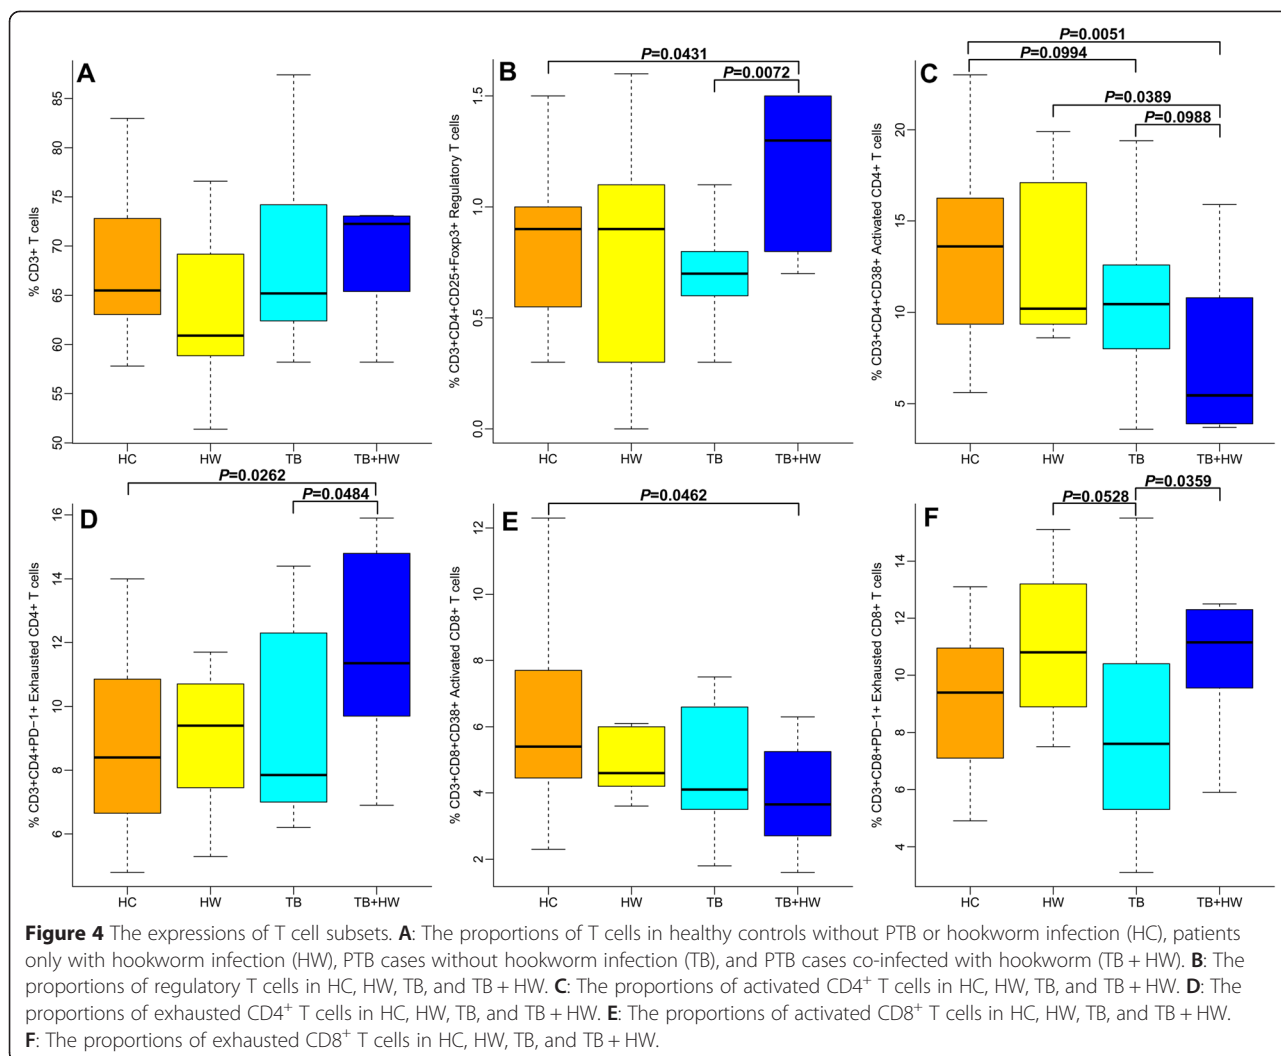 A
% CD3+ T cells
85
80
75
70
65
60
55
50
HC HW TB TB+HW
B
P=0.0431
P=0.0072
% CD3+CD4+CD25+Foxp3+ Regulatory T cells
1.5
1.0
0.5
0.0
HC HW TB TB+HW
C
P=0.0051
P=0.0994
P=0.0389
P=0.0988
% CD3+CD4+CD38+ Activated CD4+ T cells
20
15
10
5
HC HW TB TB+HW
D
P=0.0262
P=0.0484
% CD3+CD4+PD−1+ Exhausted CD4+ T cells
16
14
12
10
8
6
HC HW TB TB+HW
E
P=0.0462
% CD3+CD8+CD38+ Activated CD8+ T cells
12
10
8
6
4
2
HC HW TB TB+HW
F
P=0.0359
P=0.0528
% CD3+CD8+PD−1+ Exhausted CD8+ T cells
14
12
10
8
6
4
HC HW TB TB+HW
Figure 4 The expressions of T cell subsets. A: The proportions of T cells in healthy controls without PTB or hookworm infection (HC), patients
only with hookworm infection (HW), PTB cases without hookworm infection (TB), and PTB cases co-infected with hookworm (TB + HW). B: The
proportions of regulatory T cells in HC, HW, TB, and TB + HW. C: The proportions of activated CD4⁺ T cells in HC, HW, TB, and TB + HW. D: The
proportions of exhausted CD4⁺ T cells in HC, HW, TB, and TB + HW. E: The proportions of activated CD8⁺ T cells in HC, HW, TB, and TB + HW.
F: The proportions of exhausted CD8⁺ T cells in HC, HW, TB, and TB + HW.